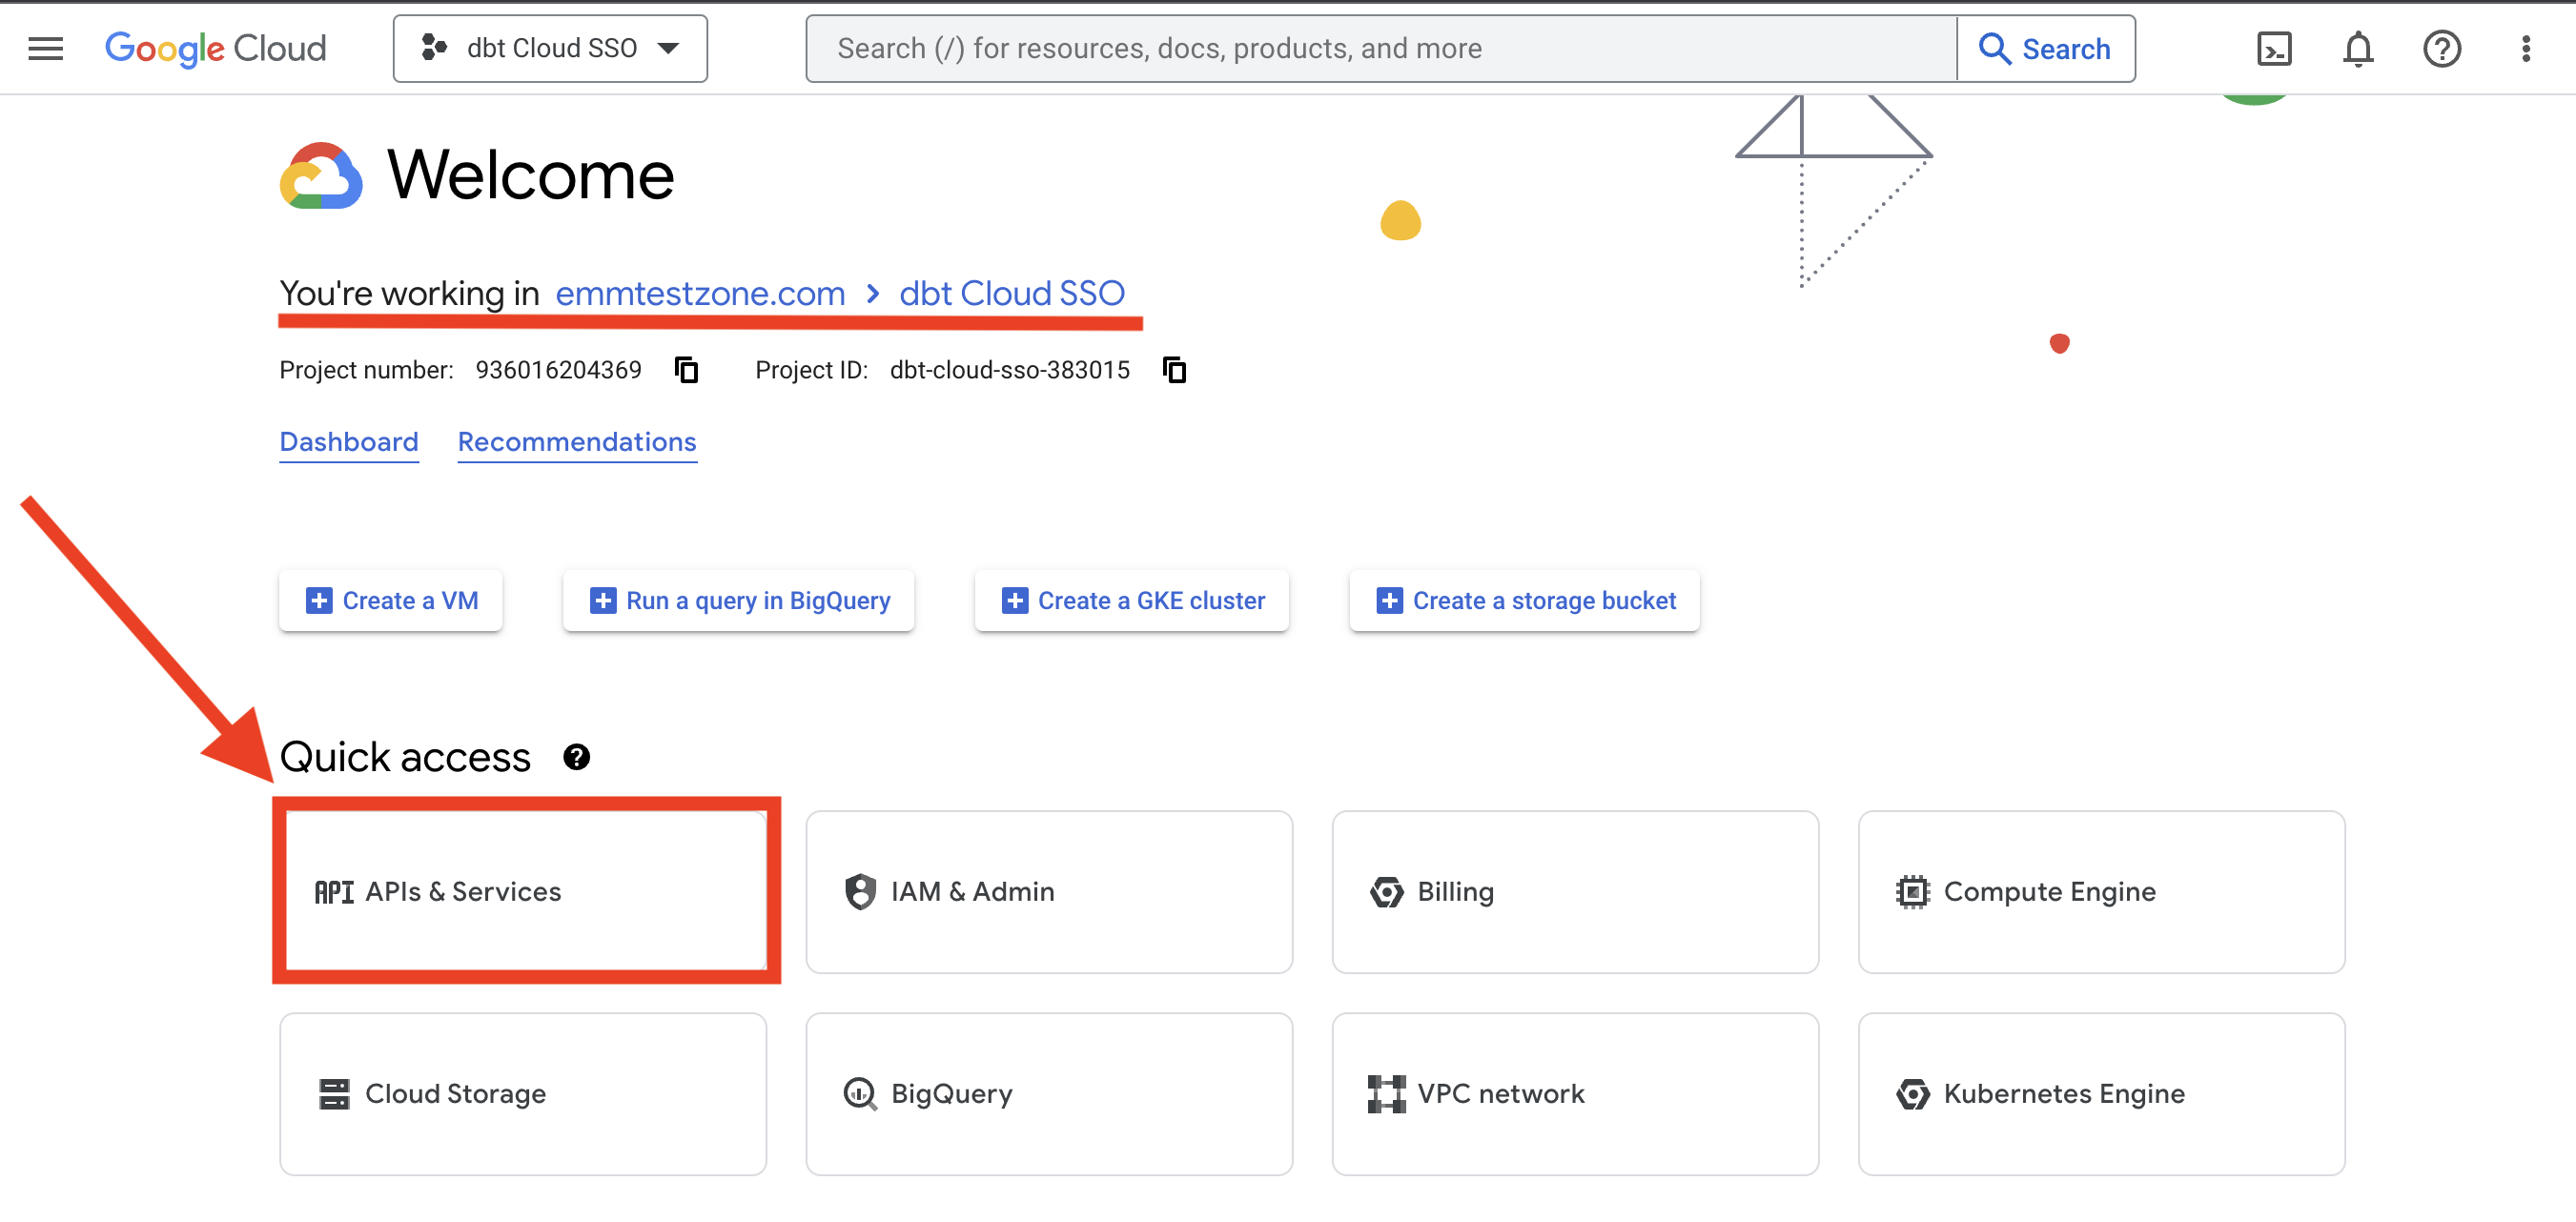 Google Cloud dbt Cloud SSO Search (/) for resources, docs, products, and more Search
Welcome
You're working in emmtestzone.com > dbt Cloud SSO
Project number: 936016204369 Project ID: dbt-cloud-sso-383015
Dashboard Recommendations
Create a VM Run a query in BigQuery Create a GKE cluster Create a storage bucket
Quick access
API APIs & Services IAM & Admin Billing Compute Engine
Cloud Storage BigQuery VPC network Kubernetes Engine